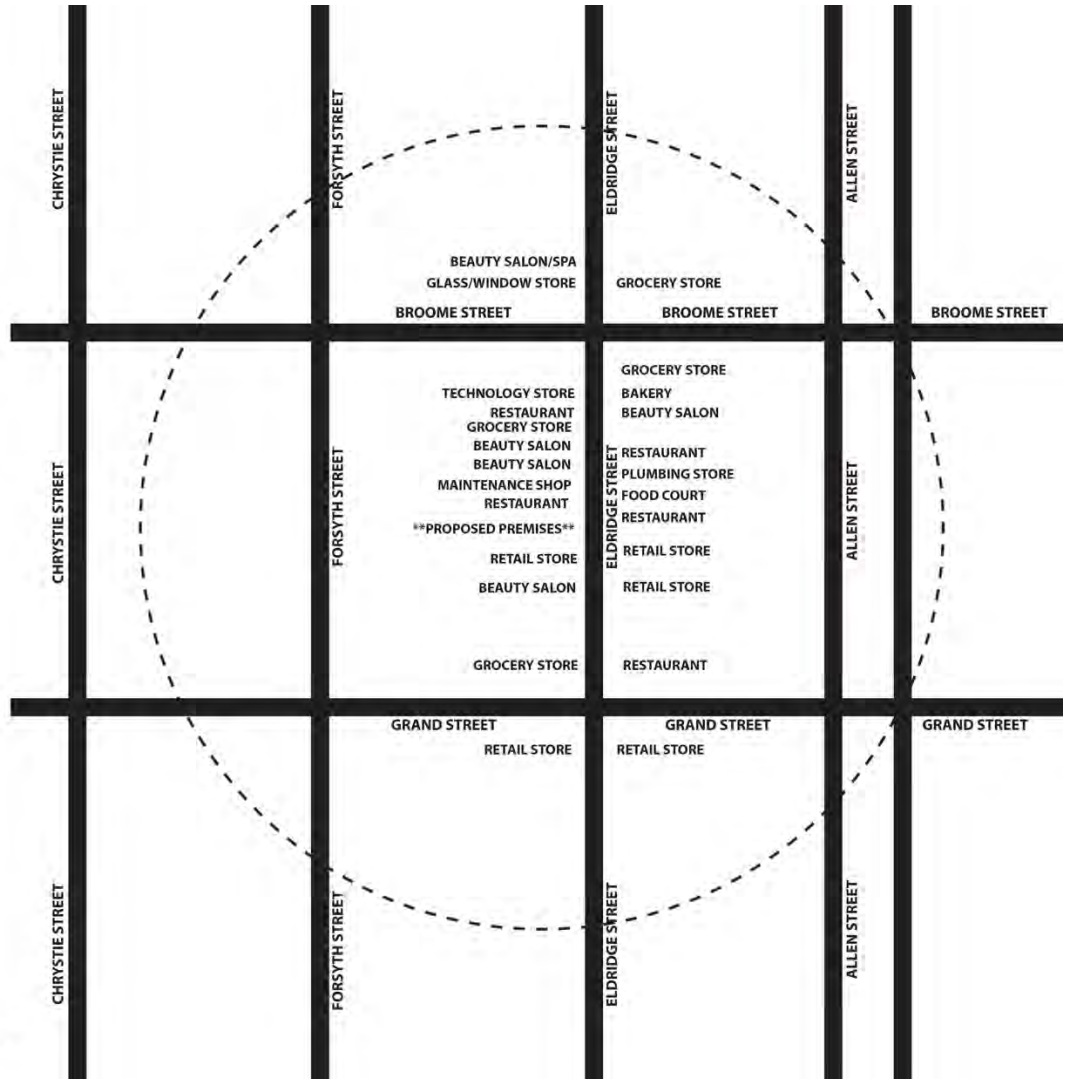 CHRYSTIE STREET
FORSYTH STREET
ELDRIDGE STREET
ALLEN STREET
BEAUTY SALON/SPA
GLASS/WINDOW STORE
GROCERY STORE
BROOME STREET
BROOME STREET
BROOME STREET
GROCERY STORE
TECHNOLOGY STORE
BAKERY
RESTAURANT
BEAUTY SALON
GROCERY STORE
BEAUTY SALON
RESTAURANT
BEAUTY SALON
PLUMBING STORE
MAINTENANCE SHOP
FOOD COURT
RESTAURANT
RESTAURANT
**PROPOSED PREMISES**
RETAIL STORE
RETAIL STORE
BEAUTY SALON
RETAIL STORE
CHRYSTIE STREET
FORSYTH STREET
ELDRIDGE STREET
ALLEN STREET
GROCERY STORE
RESTAURANT
GRAND STREET
GRAND STREET
GRAND STREET
RETAIL STORE
RETAIL STORE
CHRYSTIE STREET
FORSYTH STREET
ELDRIDGE STREET
ALLEN STREET